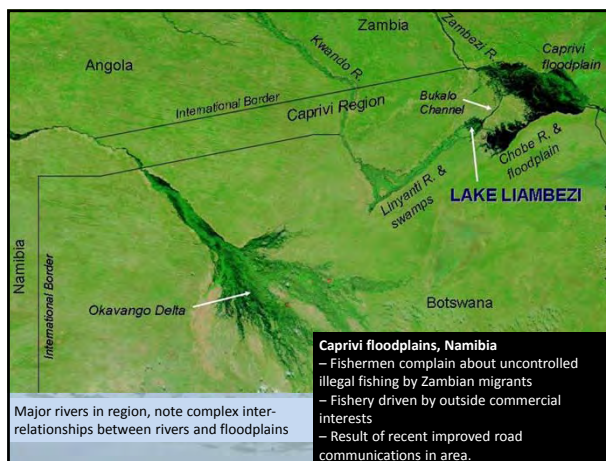 Zambia
Zambezi R.
Caprivi
floodplain
Kwando R.
Angola
International Border
Caprivi Region
Bukalo
Channel
Chobe R. &
floodplain
Linyanti R. &
swamps
LAKE LIAMBEZI
Namibia
International Border
Okavango Delta
Botswana
Major rivers in region, note complex inter-
relationships between rivers and floodplains
Caprivi floodplains, Namibia
– Fishermen complain about uncontrolled
illegal fishing by Zambian migrants
– Fishery driven by outside commercial
interests
– Result of recent improved road
communications in area.